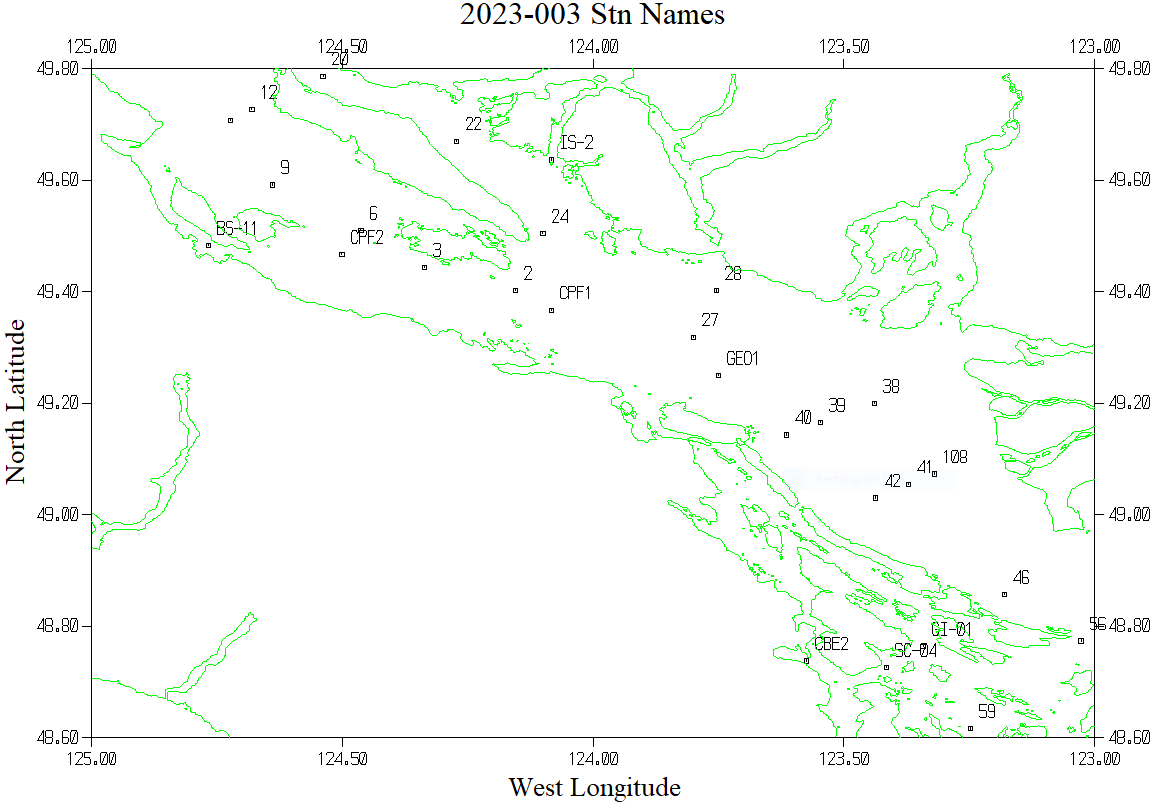 2023-003 Stn Names
125.00 124.50 124.00 123.50 123.00
49.80 49.80
20
12
22
IS-2
49.60 49.60
9
6
24
BS-11
CPF2
3
2
28
49.40 49.40
CPF1
27
GEO1
38
49.20 49.20
39
40
108
41
42
49.00 49.00
46
56
48.80 48.80
GI-01
CBE2
SC-04
59
48.60 48.60
125.00 124.50 124.00 123.50 123.00
North Latitude
West Longitude